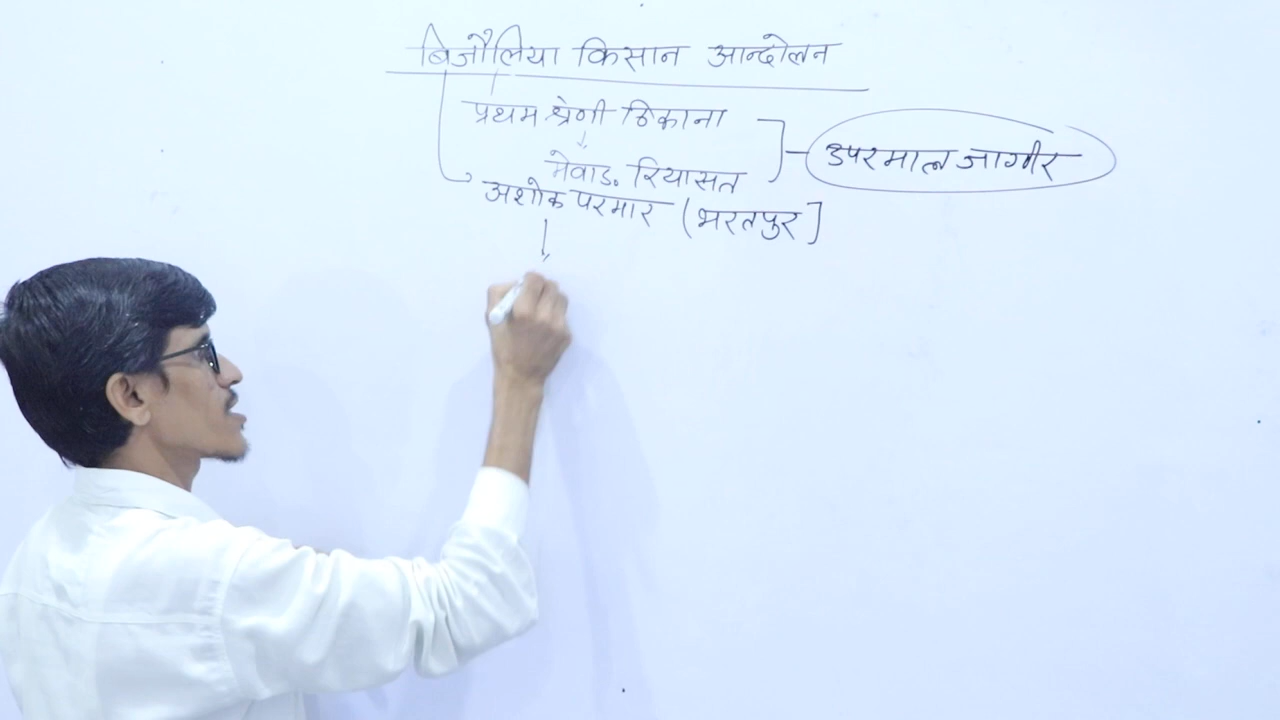 बिजौलिया किसान आन्दोलन
प्रथम श्रेणी ठिकाना
उपरमाल जागीर
मेवाड़ रियासत
अशोक परमार (भरतपुर]